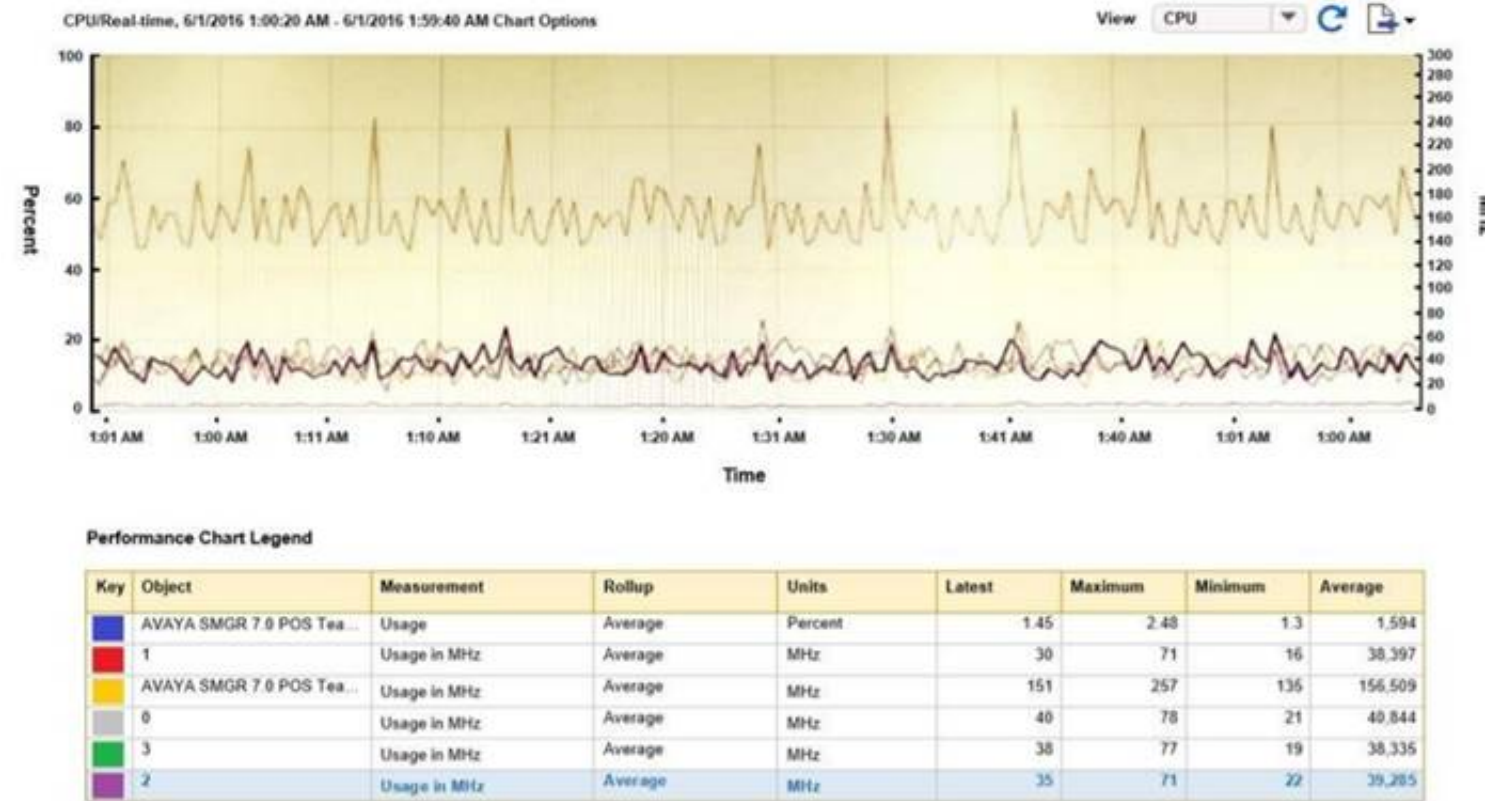 CPU/Real-time, 6/1/2016 1:00:20 AM - 6/1/2016 1:59:40 AM Chart Options
View CPU
100 300
280
260
80 240
220
200
60 180
160
140
40 120
100
80
20 60
40
20
0 0
Percent
MHz
1:01 AM 1:00 AM 1:11 AM 1:10 AM 1:21 AM 1:20 AM 1:31 AM 1:30 AM 1:41 AM 1:40 AM 1:01 AM 1:00 AM
Time
Performance Chart Legend
Key Object Measurement Rollup Units Latest Maximum Minimum Average
AVAYA SMGR 7.0 POS Tea... Usage Average Percent 1.45 2.48 1.3 1,594
1 Usage in MHz Average MHz 30 71 16 38,397
AVAYA SMGR 7.0 POS Tea... Usage in MHz Average MHz 151 257 135 156,509
0 Usage in MHz Average MHz 40 78 21 40,844
3 Usage in MHz Average MHz 38 77 19 38,335
2 Usage in MHz Average MHz 35 71 22 39,285